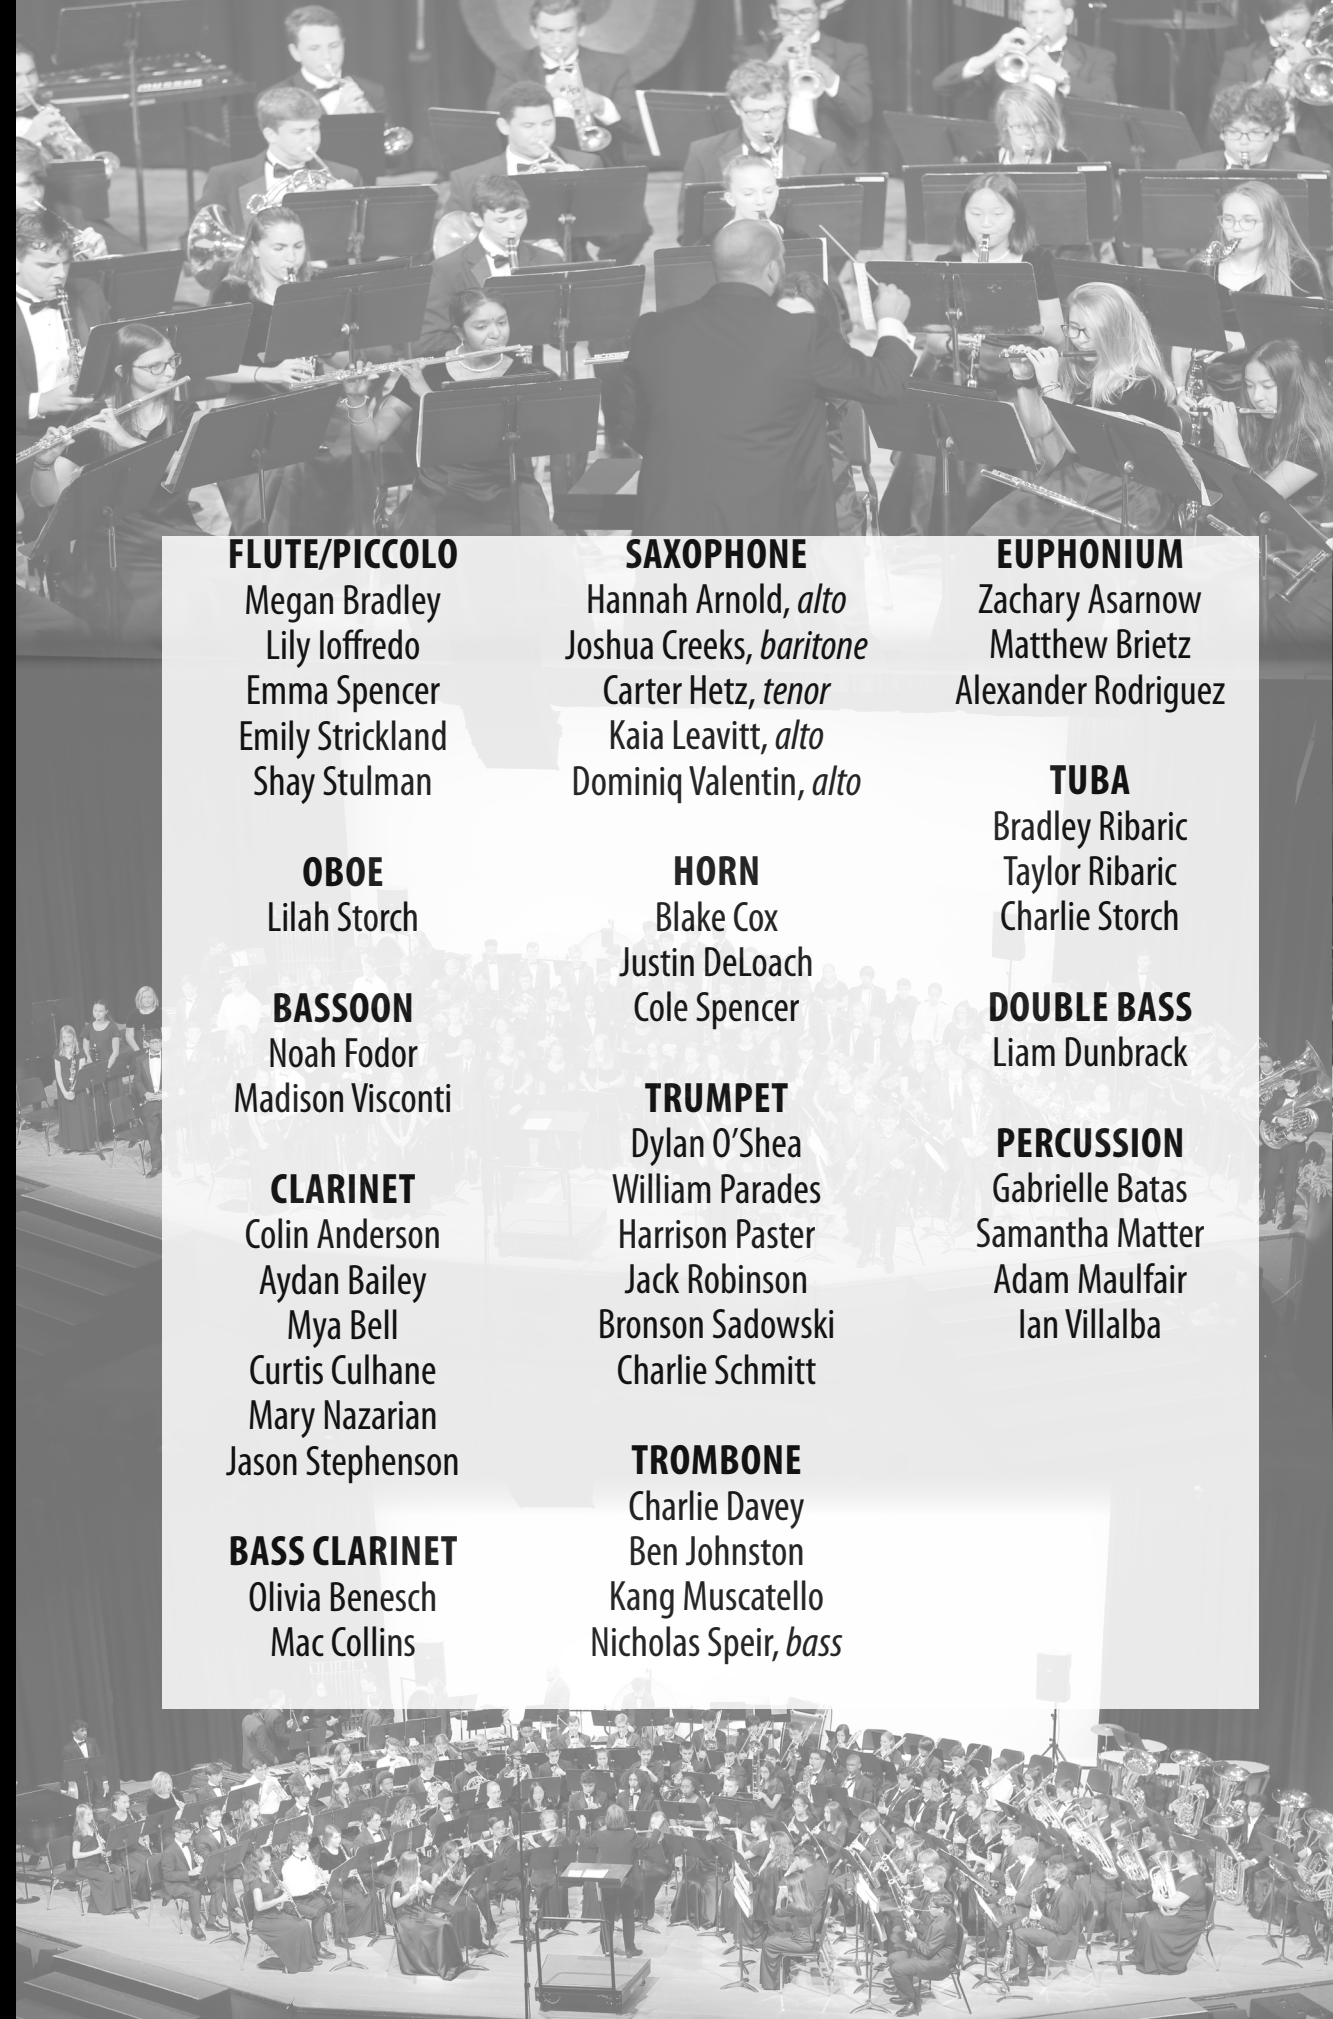 FLUTE/PICCOLO
Megan Bradley
Lily Ioffredo
Emma Spencer
Emily Strickland
Shay Stulman
OBOE
Lilah Storch
BASSOON
Noah Fodor
Madison Visconti
CLARINET
Colin Anderson
Aydan Bailey
Mya Bell
Curtis Culhane
Mary Nazarian
Jason Stephenson
BASS CLARINET
Olivia Benesch
Mac Collins
SAXOPHONE
Hannah Arnold, alto
Joshua Creeks, baritone
Carter Hetz, tenor
Kaia Leavitt, alto
Dominiq Valentin, alto
HORN
Blake Cox
Justin DeLoach
Cole Spencer
TRUMPET
Dylan O’Shea
William Parades
Harrison Paster
Jack Robinson
Bronson Sadowski
Charlie Schmitt
TROMBONE
Charlie Davey
Ben Johnston
Kang Muscatello
Nicholas Speir, bass
EUPHONIUM
Zachary Asarnow
Matthew Brietz
Alexander Rodriguez
TUBA
Bradley Ribaric
Taylor Ribaric
Charlie Storch
DOUBLE BASS
Liam Dunbrack
PERCUSSION
Gabrielle Batas
Samantha Matter
Adam Maulfair
Ian Villalba